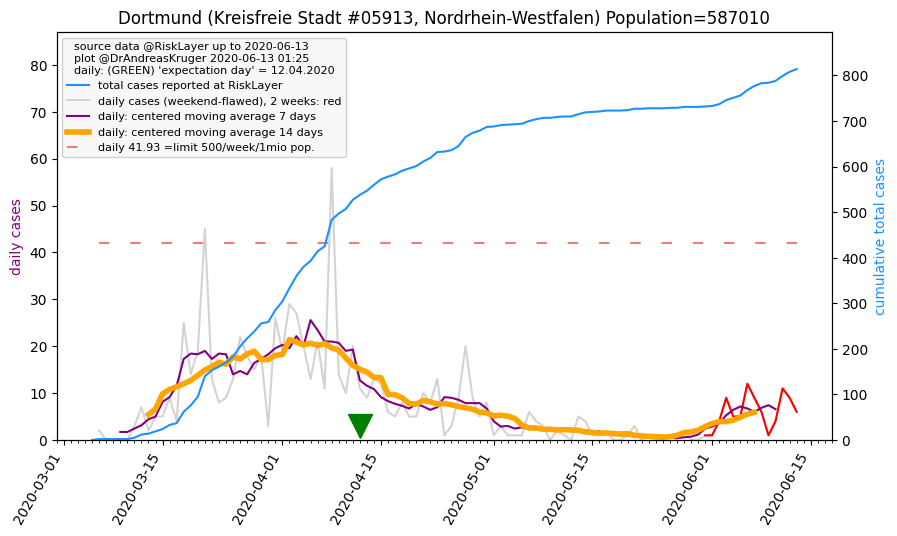 Dortmund (Kreisfreie Stadt #05913, Nordrhein-Westfalen) Population=587010
source data @RiskLayer up to 2020-06-13
plot @DrAndreasKruger 2020-06-13 01:25
daily: (GREEN) 'expectation day' = 12.04.2020
total cases reported at RiskLayer
daily cases (weekend-flawed), 2 weeks: red
daily: centered moving average 7 days
daily: centered moving average 14 days
daily 41.93 =limit 500/week/1mio pop.
daily cases
80
70
60
50
40
30
20
10
0
800
700
600
500
400
300
200
100
0
cumulative total cases
2020-03-01
2020-03-15
2020-04-01
2020-04-15
2020-05-01
2020-05-15
2020-06-01
2020-06-15